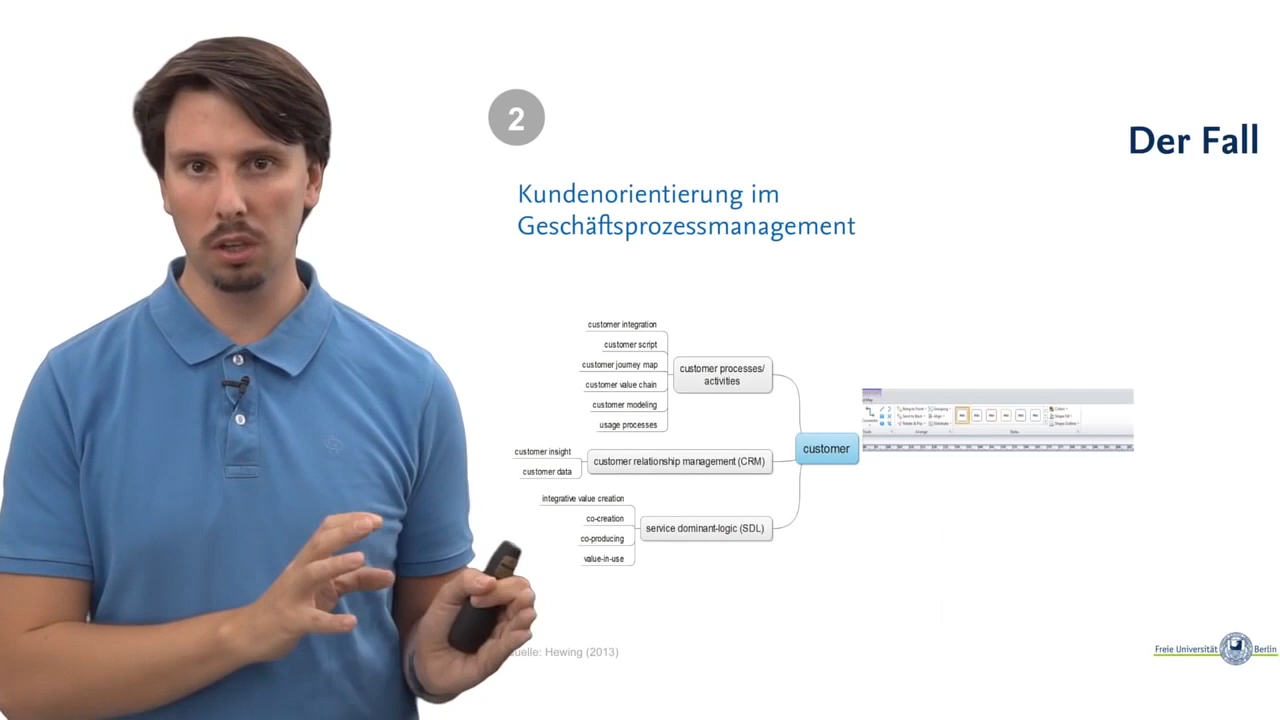 2
Der Fall
Kundenorientierung im
Geschäftsprozessmanagement
customer integration
customer script
customer journey map
customer value chain
customer modeling
usage processes
customer processes/
activities
customer insight
customer data
customer relationship management (CRM)
customer
integrative value creation
co-creation
co-producing
value-in-use
service dominant-logic (SDL)
Hewing (2013)
Freie Universität Berlin